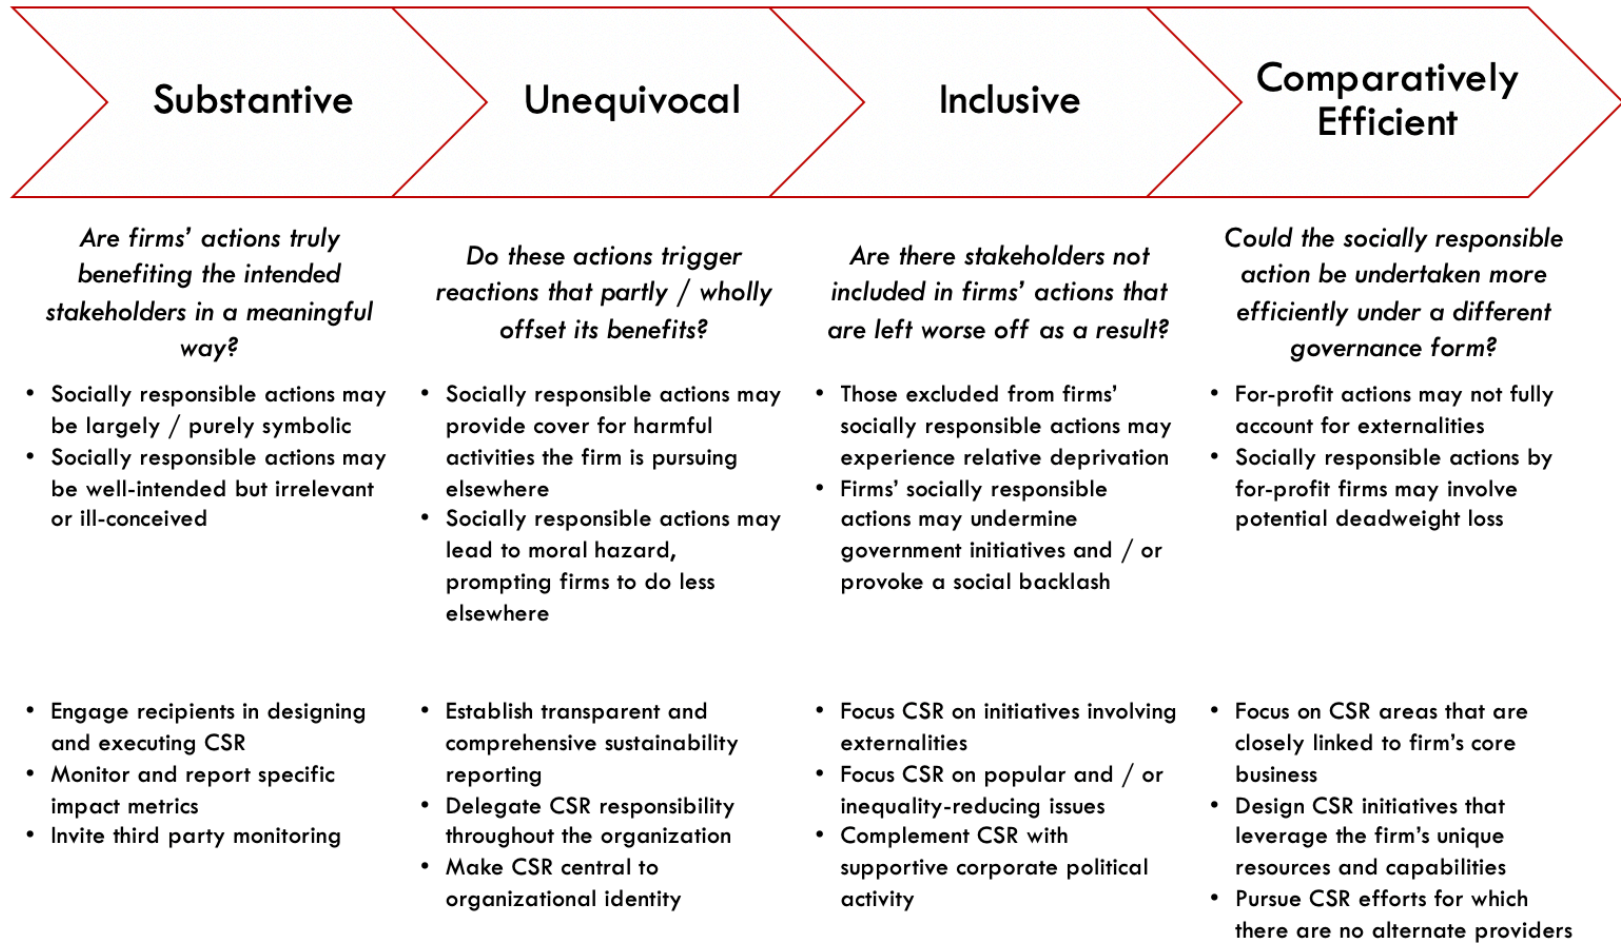 Substantive
Unequivocal
Inclusive
Comparatively
Efficient
Are firms’ actions truly
benefiting the intended
stakeholders in a meaningful
way?
Do these actions trigger
reactions that partly / wholly
offset its benefits?
Are there stakeholders not
included in firms’ actions that
are left worse off as a result?
Could the socially responsible
action be undertaken more
efficiently under a different
governance form?
• Socially responsible actions may
be largely / purely symbolic
• Socially responsible actions may
be well-intended but irrelevant
or ill-conceived
• Socially responsible actions may
provide cover for harmful
activities the firm is pursuing
elsewhere
• Socially responsible actions may
lead to moral hazard,
prompting firms to do less
elsewhere
• Those excluded from firms’
socially responsible actions may
experience relative deprivation
• Firms’ socially responsible
actions may undermine
government initiatives and / or
provoke a social backlash
• For-profit actions may not fully
account for externalities
• Socially responsible actions by
for-profit firms may involve
potential deadweight loss
• Engage recipients in designing
and executing CSR
• Monitor and report specific
impact metrics
• Invite third party monitoring
• Establish transparent and
comprehensive sustainability
reporting
• Delegate CSR responsibility
throughout the organization
• Make CSR central to
organizational identity
• Focus CSR on initiatives involving
externalities
• Focus CSR on popular and / or
inequality-reducing issues
• Complement CSR with
supportive corporate political
activity
• Focus on CSR areas that are
closely linked to firm’s core
business
• Design CSR initiatives that
leverage the firm’s unique
resources and capabilities
• Pursue CSR efforts for which
there are no alternate providers